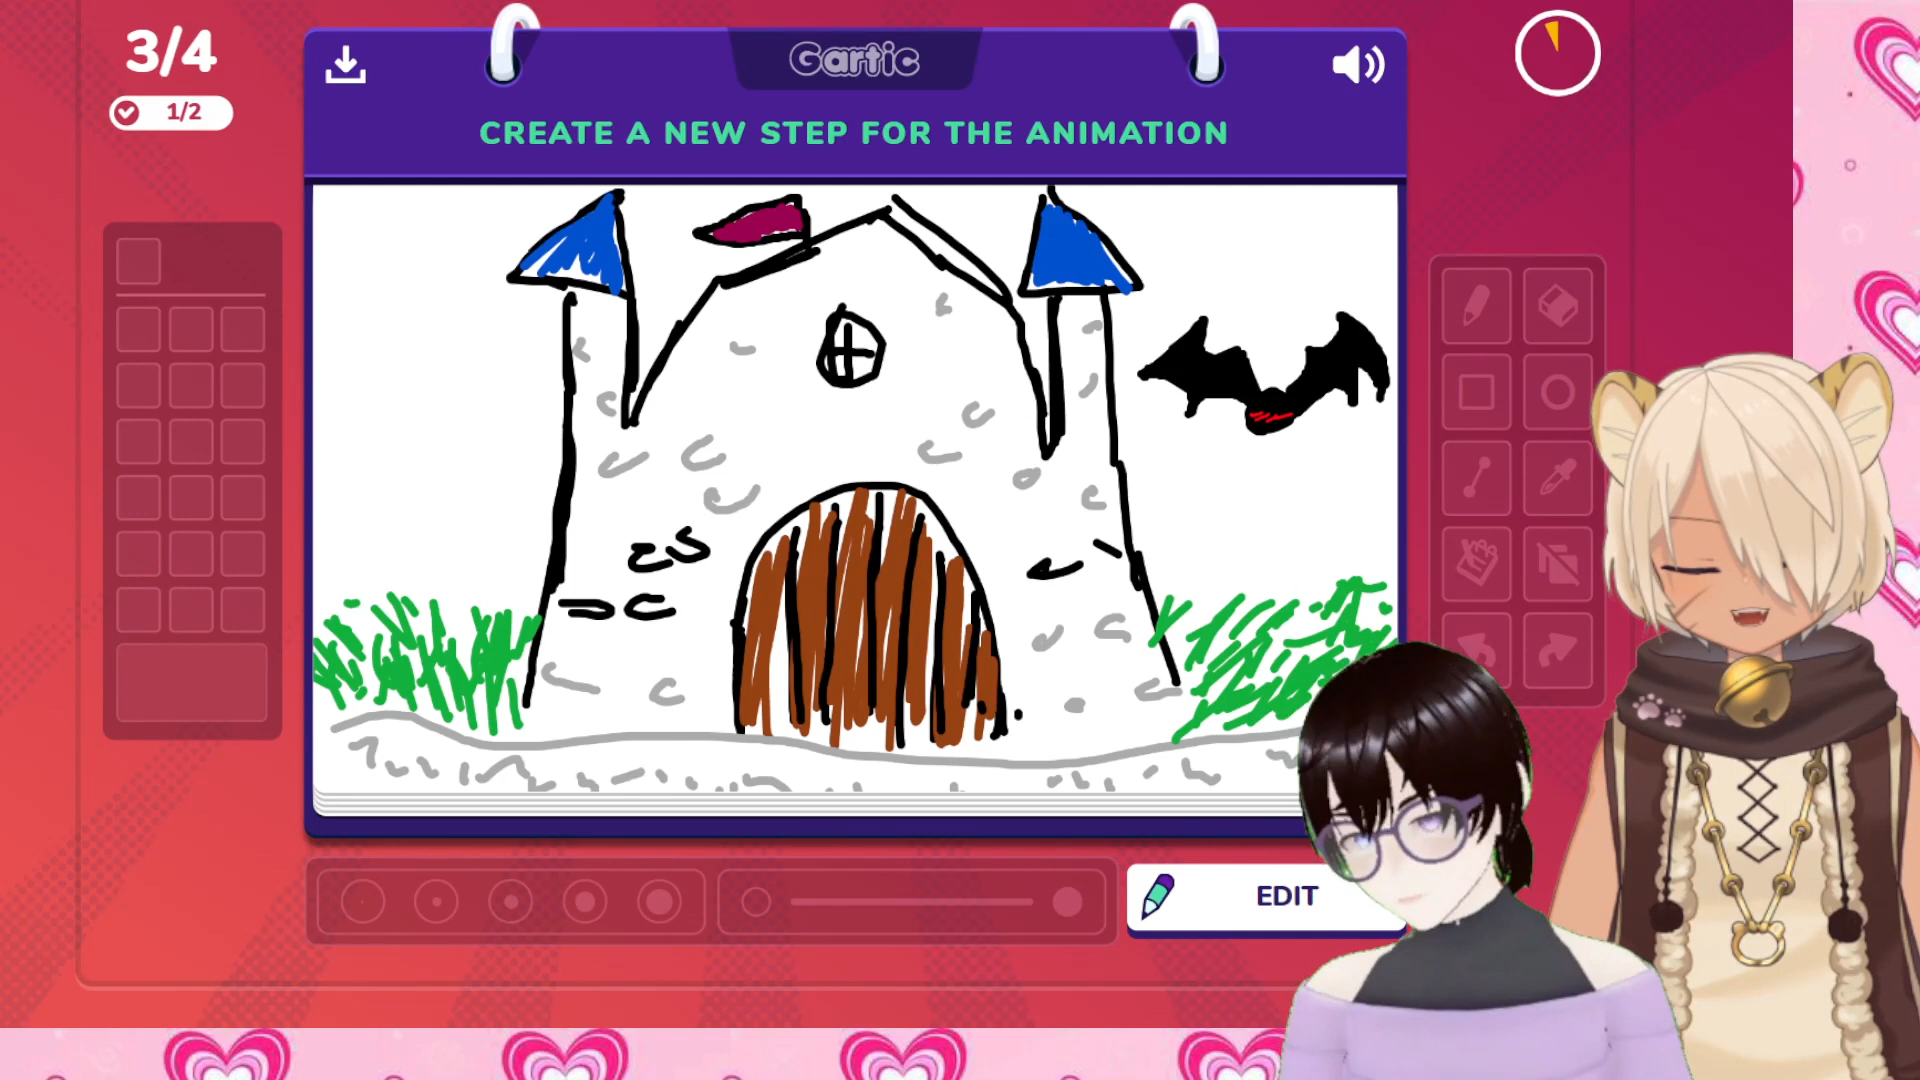 3/4
1/2
Gartic
CREATE A NEW STEP FOR THE ANIMATION
EDIT